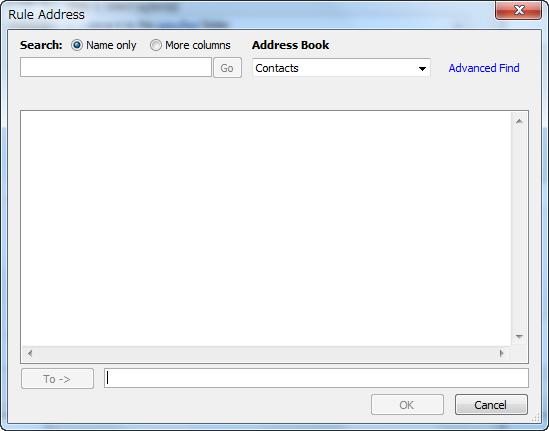 Rule Address
Search: Name only More columns Address Book
Go Contacts Advanced Find
To ->
OK Cancel